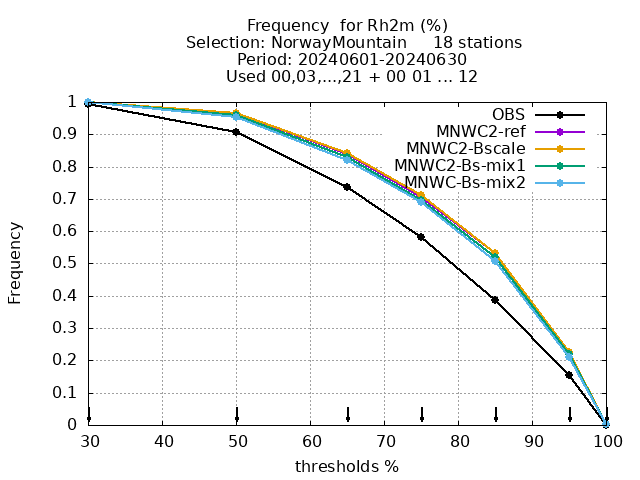 Frequency  for Rh2m (%)
Selection: NorwayMountain     18 stations
Period: 20240601-20240630
Used 00,03,...,21 + 00 01 ... 12
OBS
MNWC2-ref
MNWC2-Bscale
MNWC2-Bs-mix1
MNWC-Bs-mix2
Frequency
1
0.9
0.8
0.7
0.6
0.5
0.4
0.3
0.2
0.1
0
30 40 50 60 70 80 90 100
thresholds %